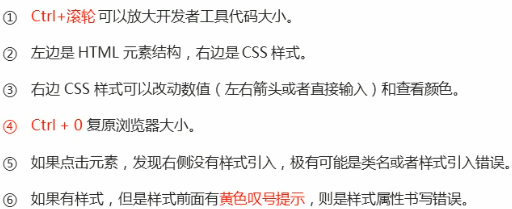 ① Ctrl+滚轮 可以放大开发者工具代码大小。
② 左边是 HTML 元素结构，右边是 CSS 样式。
③ 右边 CSS 样式可以改动数值（左右箭头或者直接输入）和查看颜色。
④ Ctrl + 0 复原浏览器大小。
⑤ 如果点击元素，发现右侧没有样式引入，极有可能是类名或者样式引入错误。
⑥ 如果有样式，但是样式前面有黄色叹号提示，则是样式属性书写错误。